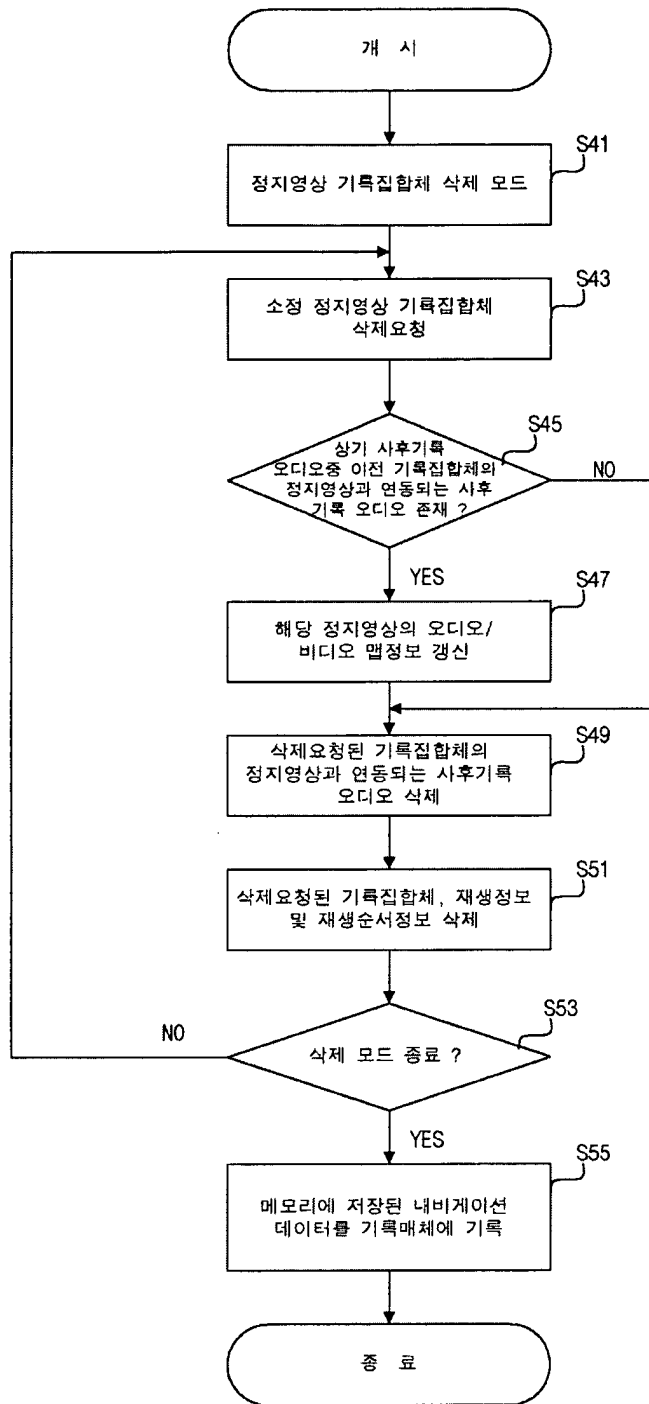 개 시
S41
정지영상 기록집합체 삭제 모드
S43
소정 정지영상 기록집합체
삭제요청
S45
상기 사후기록
오디오중 이전 기록집합체의
정지영상과 연동되는 사후
기록 오디오 존재 ?
NO
YES
S47
해당 정지영상의 오디오/
비디오 맵정보 갱신
S49
삭제요청된 기록집합체의
정지영상과 연동되는 사후기록
오디오 삭제
S51
삭제요청된 기록집합체, 재생정보
및 재생순서정보 삭제
S53
NO
삭제 모드 종료 ?
YES
S55
메모리에 저장된 내비게이션
데이터를 기록매체에 기록
종 료